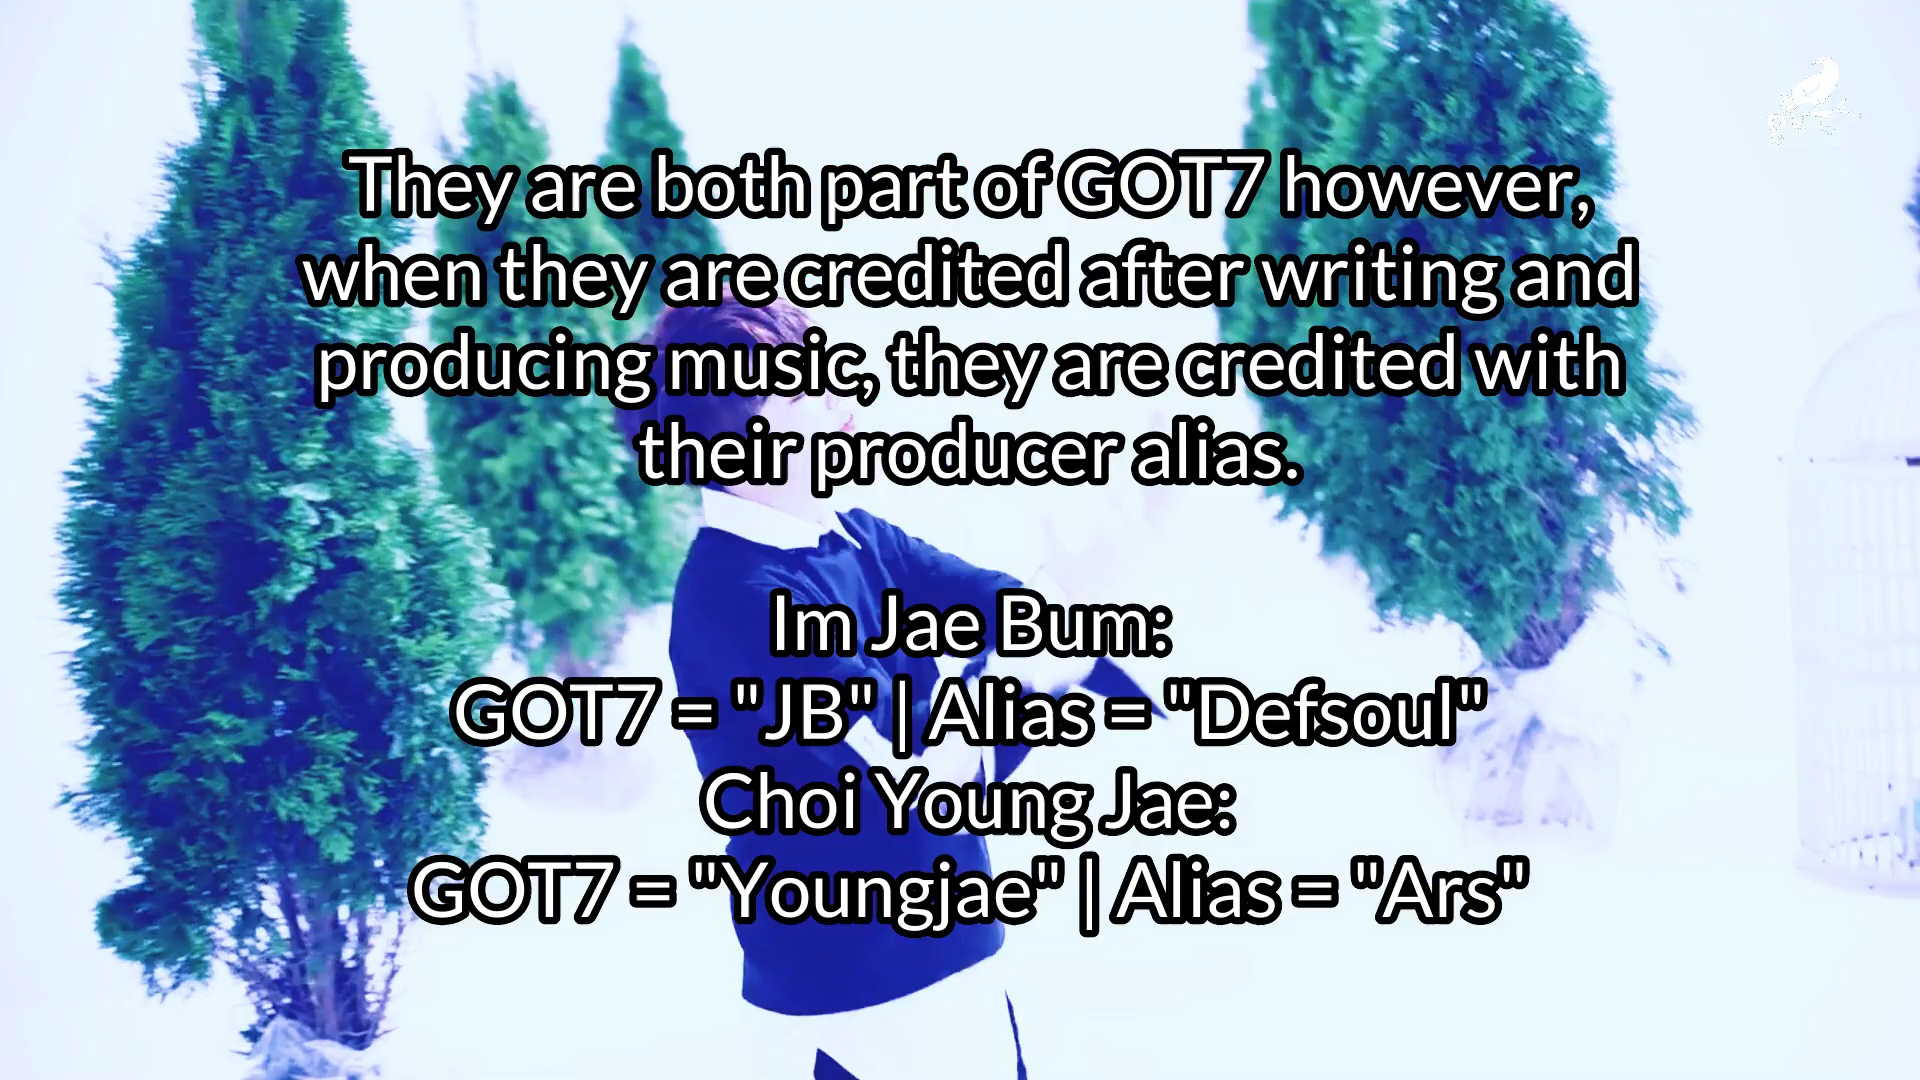 They are both part of GOT7 however,
when they are credited after writing and
producing music, they are credited with
their producer alias.
Im Jae Bum:
GOT7 = "JB" | Alias = "Defsoul"
Choi Young Jae:
GOT7 = "Youngjae" | Alias = "Ars"